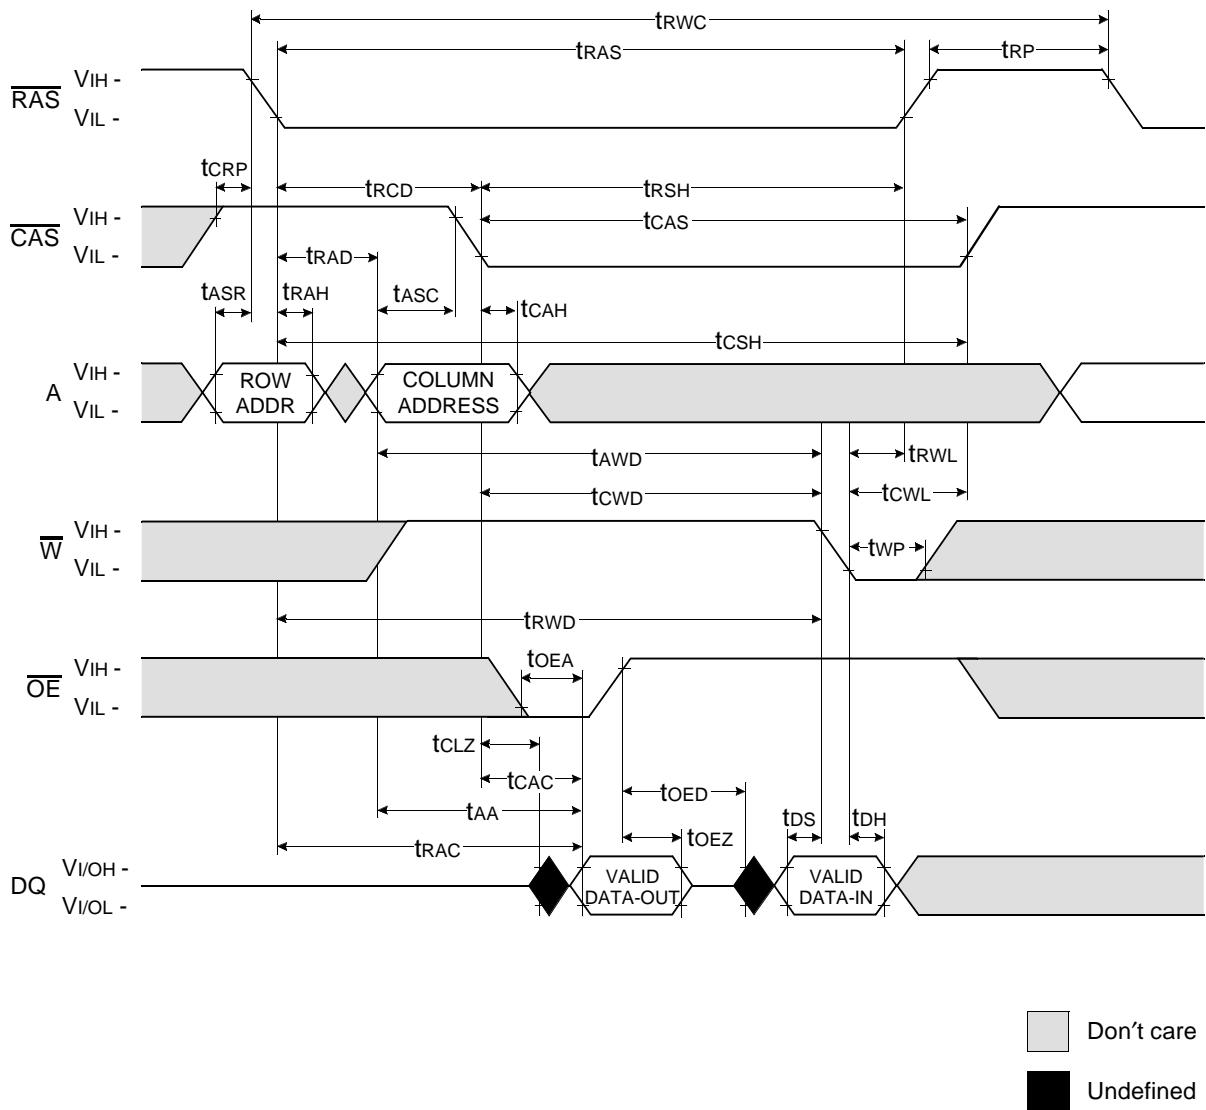 tRWC
tRAS
tRP
RAS
VIH -
VIL -
tCRP
tRCD
tRSH
CAS
VIH -
VIL -
tCAS
tRAD
tASR
tRAH
tASC
tCAH
tCSH
A
VIH -
VIL -
ROW
ADDR
COLUMN
ADDRESS
tAWD
tRWL
tCWD
tCWL
W
VIH -
VIL -
tWP
tRWD
OE
VIH -
VIL -
tOEA
tCLZ
tCAC
tOED
tAA
tDS
tDH
tOEZ
tRAC
DQ
VI/OH -
VI/OL -
VALID
DATA-OUT
VALID
DATA-IN
Don′t care
Undefined